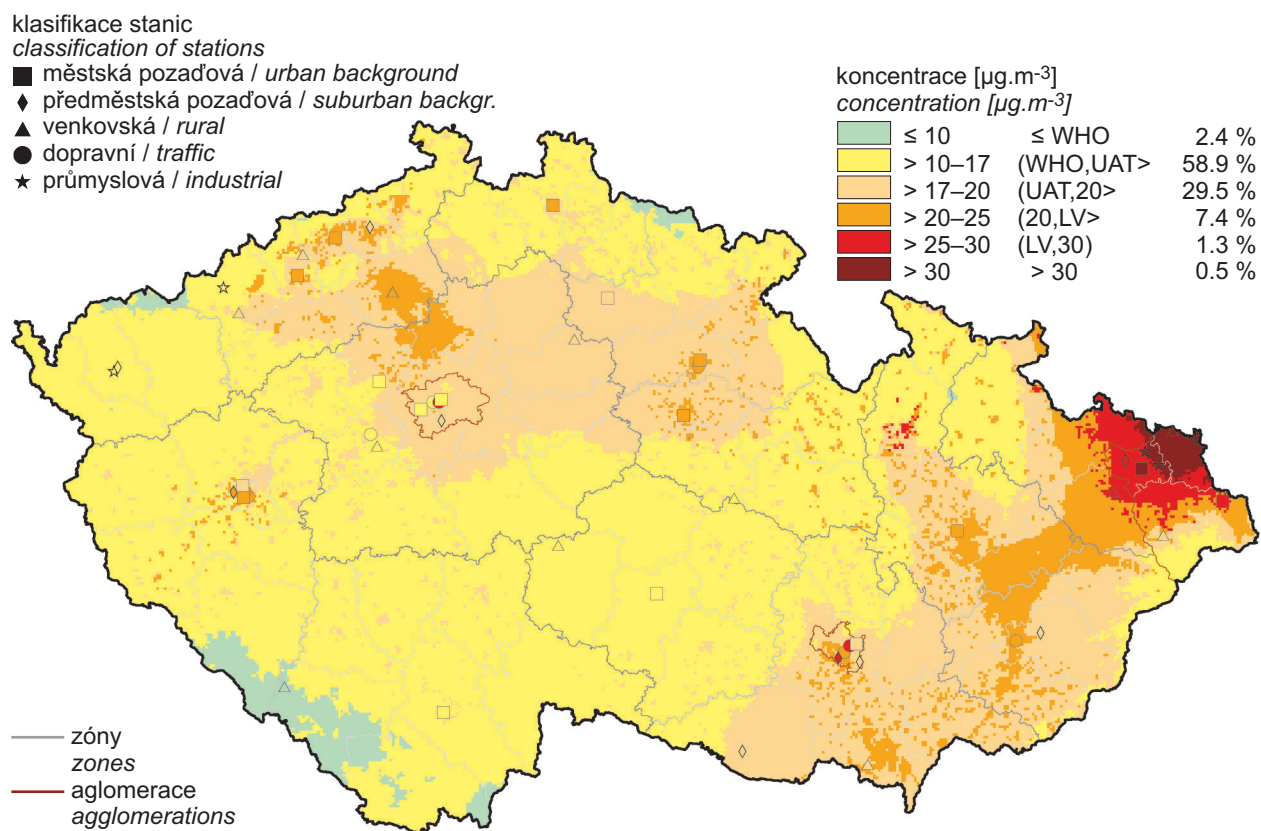 klasifikace stanic
classification of stations
městská pozaďová / urban background
předměstská pozaďová / suburban backgr.
venkovská / rural
dopravní / traffic
průmyslová / industrial
koncentrace [µg.m-3]
concentration [µg.m-3]
≤ 10 ≤ WHO 2.4 %
> 10–17 (WHO,UAT> 58.9 %
> 17–20 (UAT,20> 29.5 %
> 20–25 (20,LV> 7.4 %
> 25–30 (LV,30) 1.3 %
> 30 > 30 0.5 %
zóny
zones
aglomerace
agglomerations